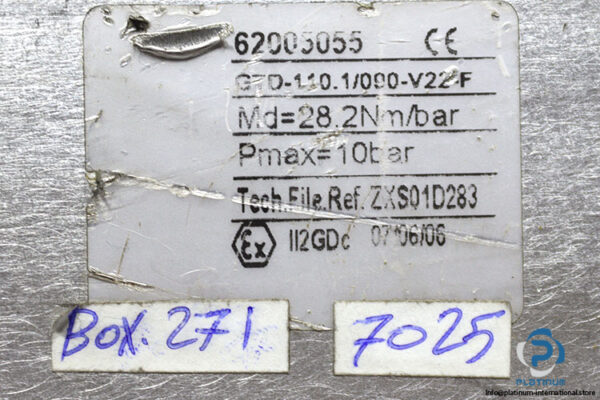 62005055 CE
GTD-110.1/090-V22-F
Md=28.2Nm/bar
Pmax=10bar
Tech.File.Ref./ZXS01D283
Ex II2GDc 07/06/06
BOX.271
7025
PLATINUM
info@platinum-international.store